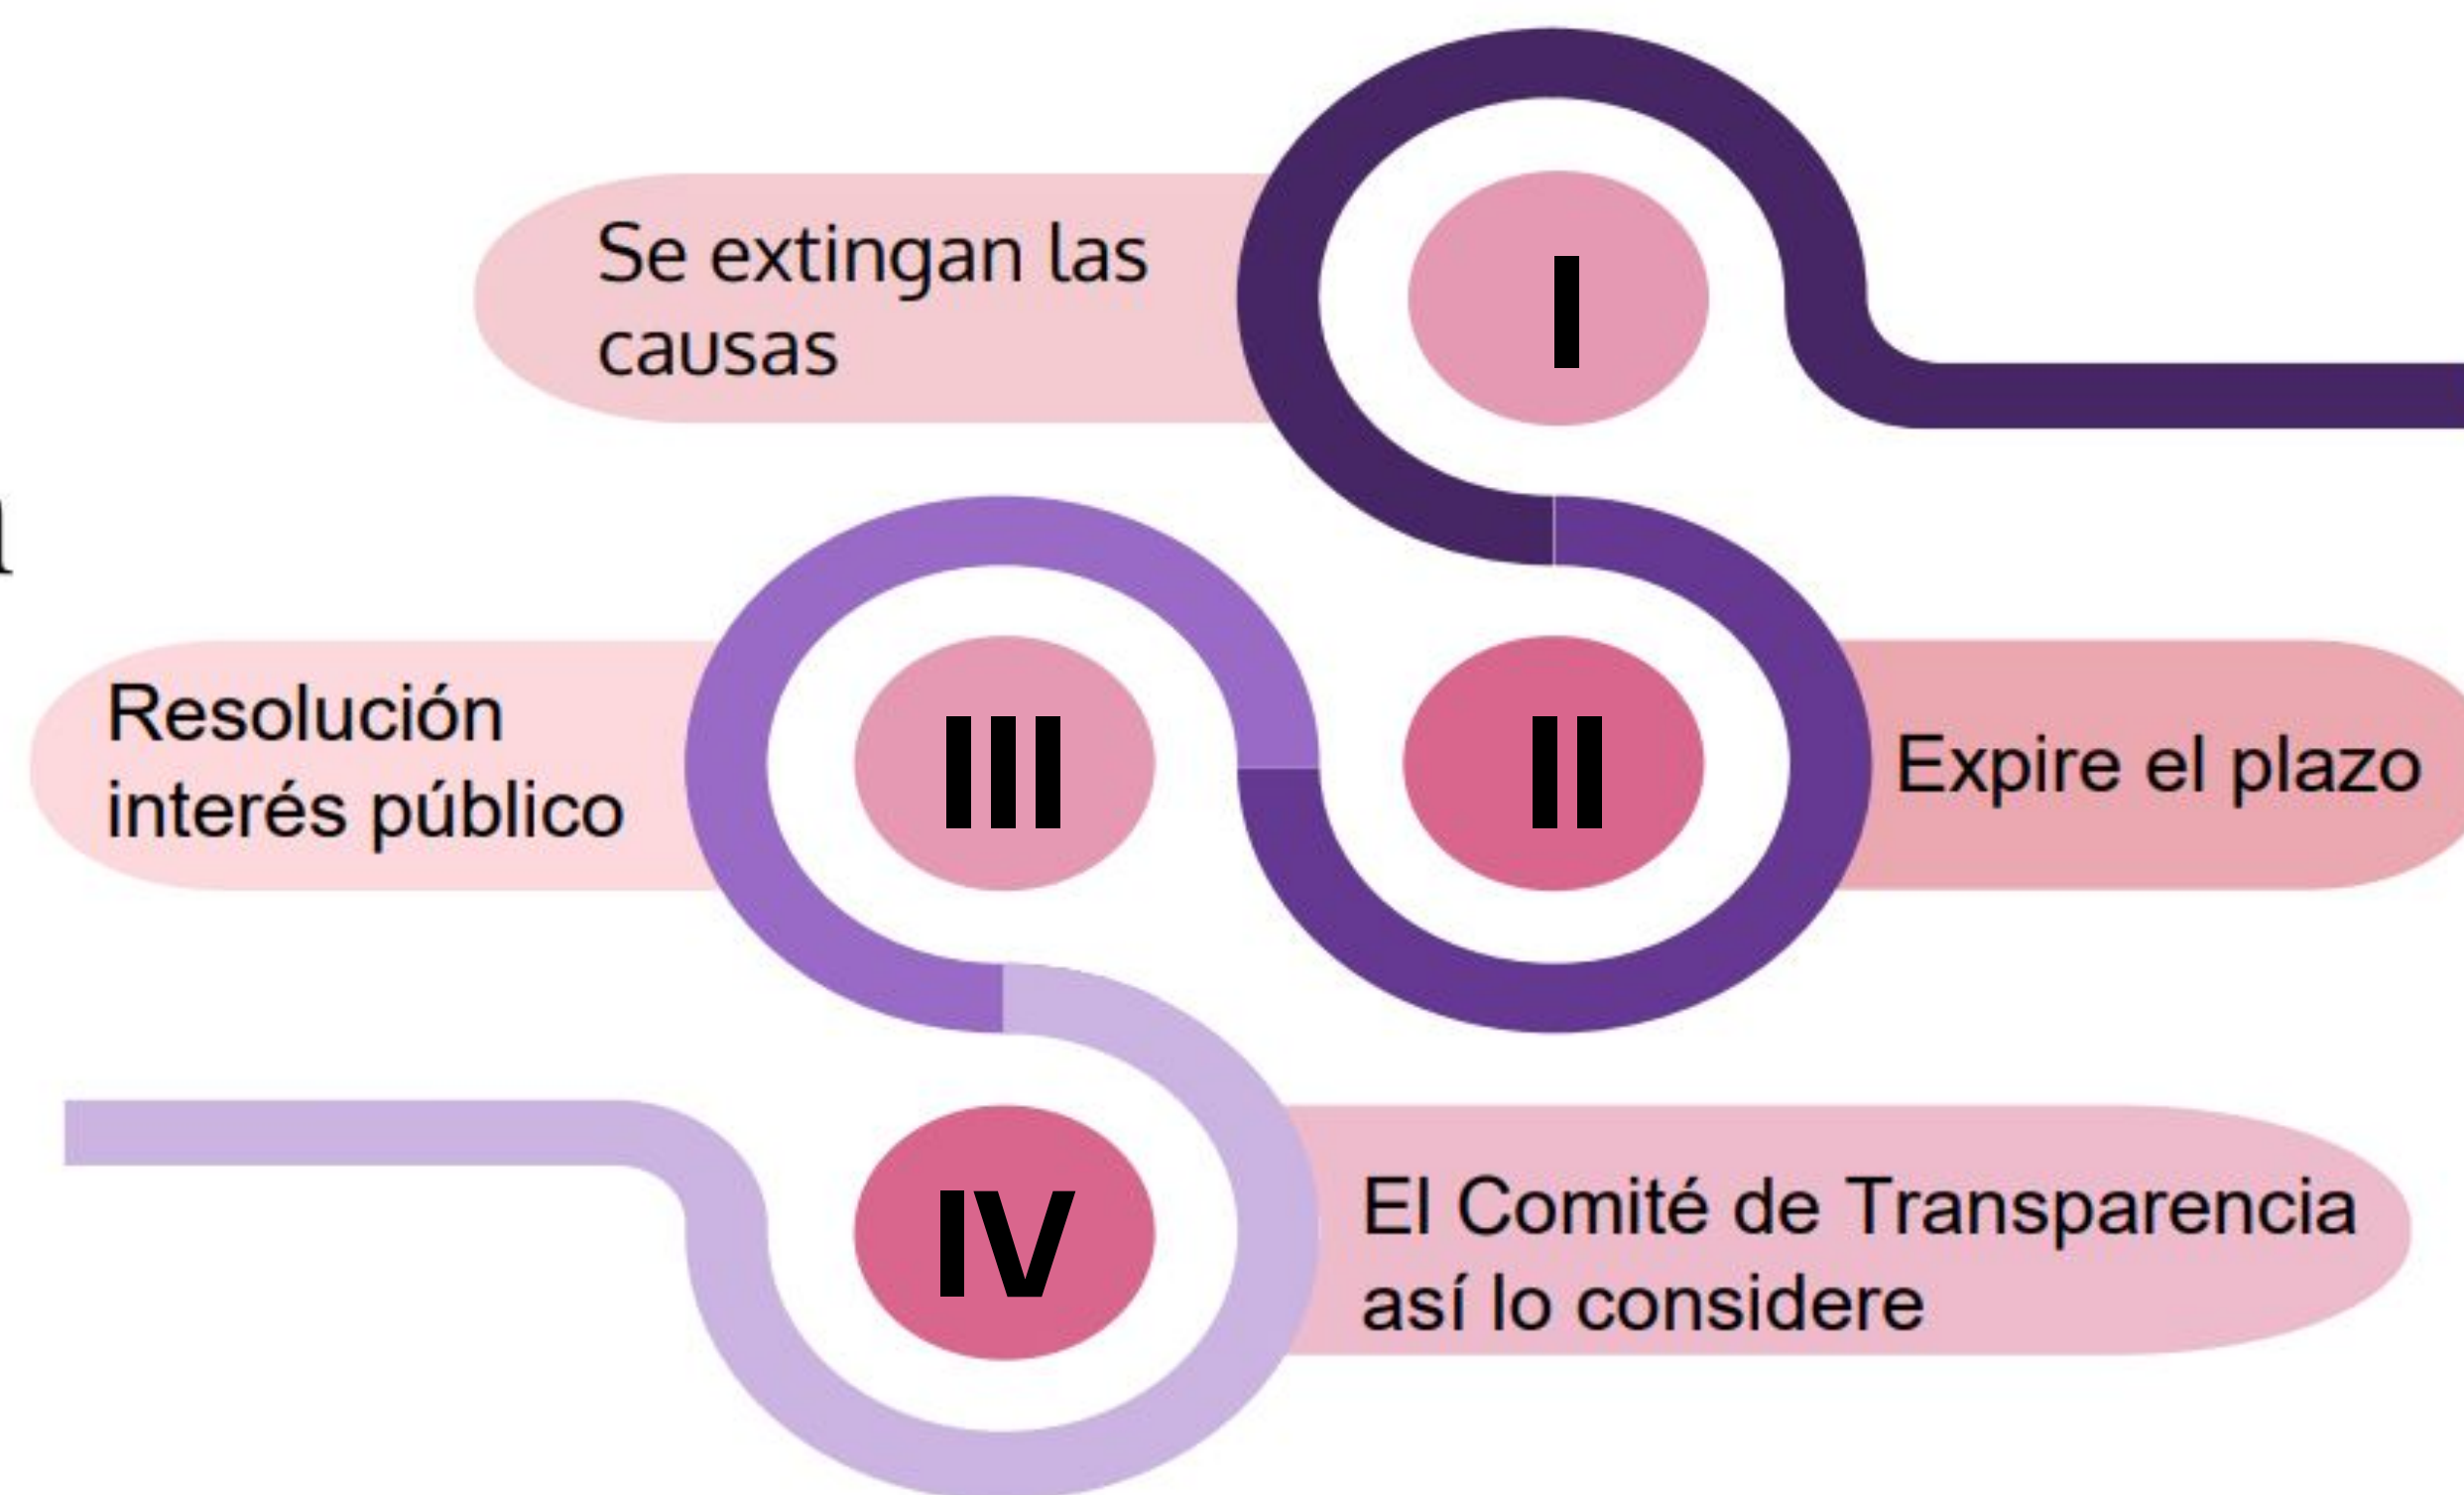 Se extingan las
causas
I
Resolución
interés público
III
II
Expire el plazo
IV
El Comité de Transparencia
así lo considere